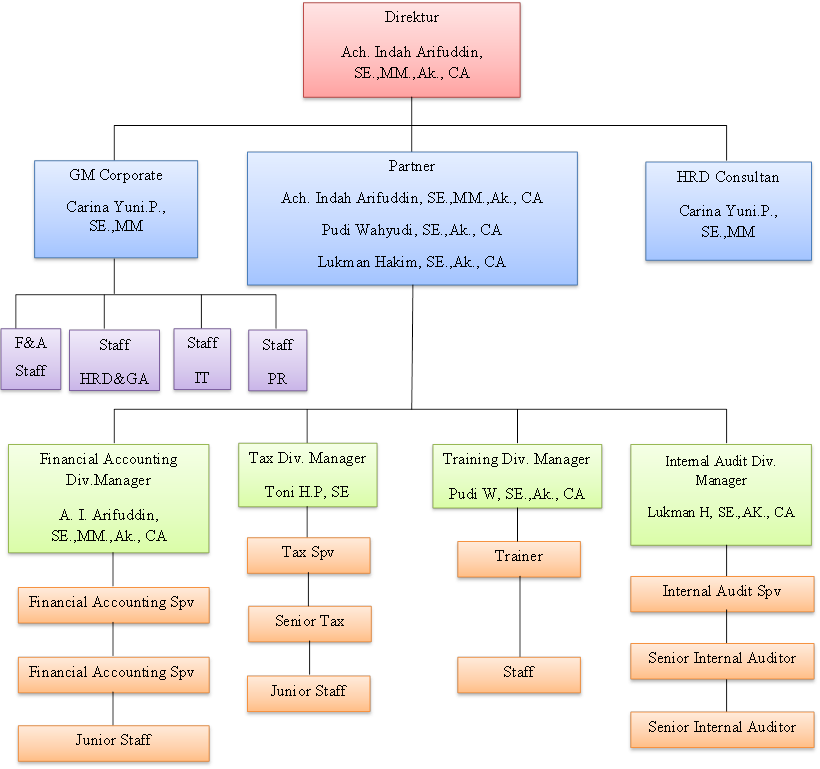 Direktur
Ach. Indah Arifuddin,
SE.,MM.,Ak., CA
GM Corporate
Carina Yuni.P.,
SE.,MM
Partner
Ach. Indah Arifuddin, SE.,MM.,Ak., CA
Pudi Wahyudi, SE.,Ak., CA
Lukman Hakim, SE.,Ak., CA
HRD Consultan
Carina Yuni.P.,
SE.,MM
F&A
Staff
Staff
HRD&GA
Staff
IT
Staff
PR
Financial Accounting
Div.Manager
A. I. Arifuddin,
SE.,MM.,Ak., CA
Tax Div. Manager
Toni H.P, SE
Training Div. Manager
Pudi W, SE.,Ak., CA
Internal Audit Div.
Manager
Lukman H, SE.,AK., CA
Financial Accounting Spv
Financial Accounting Spv
Junior Staff
Tax Spv
Senior Tax
Junior Staff
Trainer
Staff
Internal Audit Spv
Senior Internal Auditor
Senior Internal Auditor